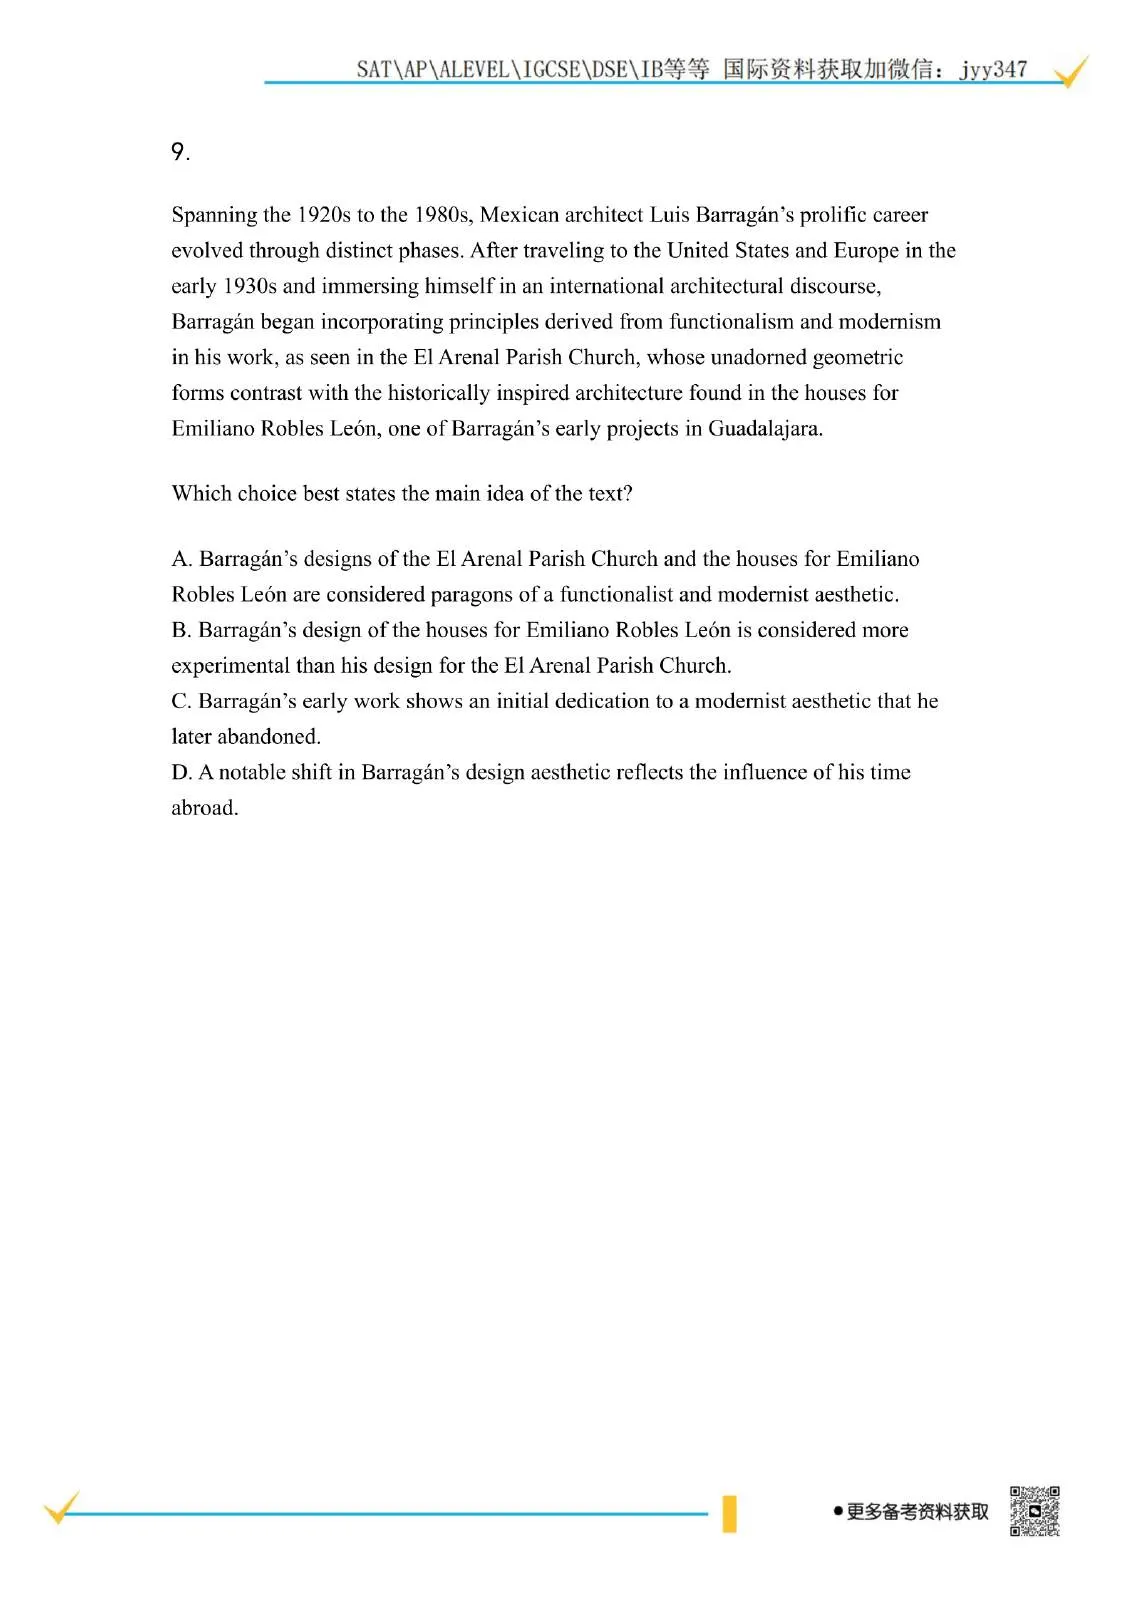 SAT\AP\ALEVEL\IGCSE\DSE\IB等等 国际资料获取加微信：jyy347
9.
Spanning the 1920s to the 1980s, Mexican architect Luis Barragán’s prolific career
evolved through distinct phases. After traveling to the United States and Europe in the
early 1930s and immersing himself in an international architectural discourse,
Barragán began incorporating principles derived from functionalism and modernism
in his work, as seen in the El Arenal Parish Church, whose unadorned geometric
forms contrast with the historically inspired architecture found in the houses for
Emiliano Robles León, one of Barragán’s early projects in Guadalajara.
Which choice best states the main idea of the text?
A. Barragán’s designs of the El Arenal Parish Church and the houses for Emiliano
Robles León are considered paragons of a functionalist and modernist aesthetic.
B. Barragán’s design of the houses for Emiliano Robles León is considered more
experimental than his design for the El Arenal Parish Church.
C. Barragán’s early work shows an initial dedication to a modernist aesthetic that he
later abandoned.
D. A notable shift in Barragán’s design aesthetic reflects the influence of his time
abroad.
●更多备考资料获取